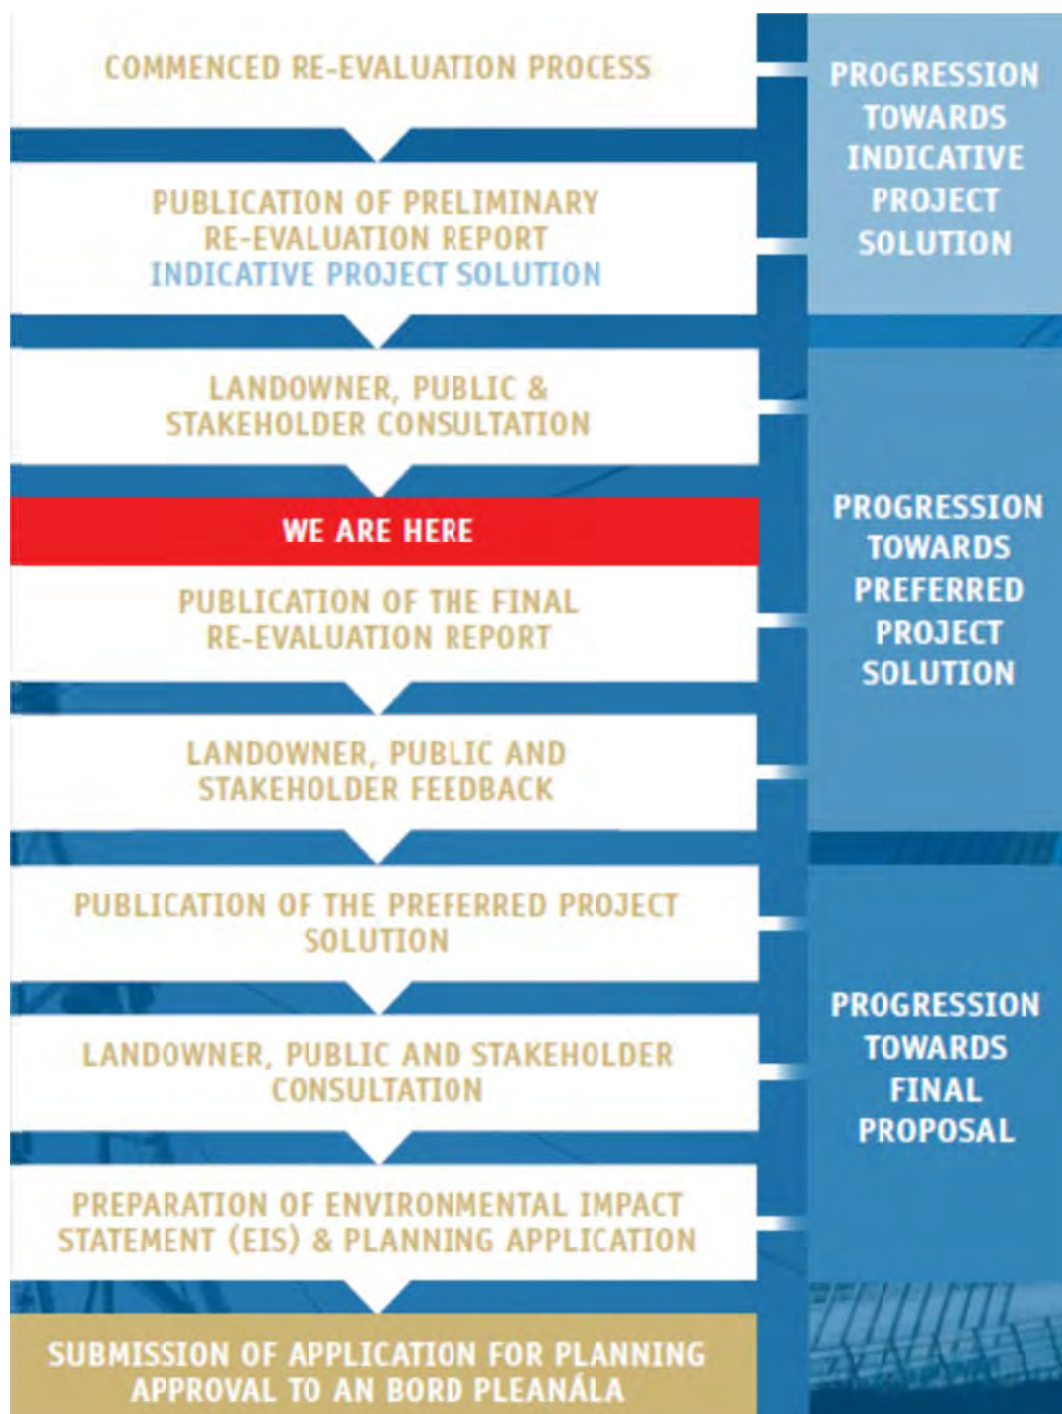 COMMENCED RE-EVALUATION PROCESS
PUBLICATION OF PRELIMINARY
RE-EVALUATION REPORT
INDICATIVE PROJECT SOLUTION
PROGRESSION
TOWARDS
INDICATIVE
PROJECT
SOLUTION
LANDOWNER, PUBLIC &
STAKEHOLDER CONSULTATION
WE ARE HERE
PUBLICATION OF THE FINAL
RE-EVALUATION REPORT
LANDOWNER, PUBLIC AND
STAKEHOLDER FEEDBACK
PROGRESSION
TOWARDS
PREFERRED
PROJECT
SOLUTION
PUBLICATION OF THE PREFERRED PROJECT
SOLUTION
LANDOWNER, PUBLIC AND STAKEHOLDER
CONSULTATION
PREPARATION OF ENVIRONMENTAL IMPACT
STATEMENT (EIS) & PLANNING APPLICATION
PROGRESSION
TOWARDS
FINAL
PROPOSAL
SUBMISSION OF APPLICATION FOR PLANNING
APPROVAL TO AN BORD PLEANÁLA